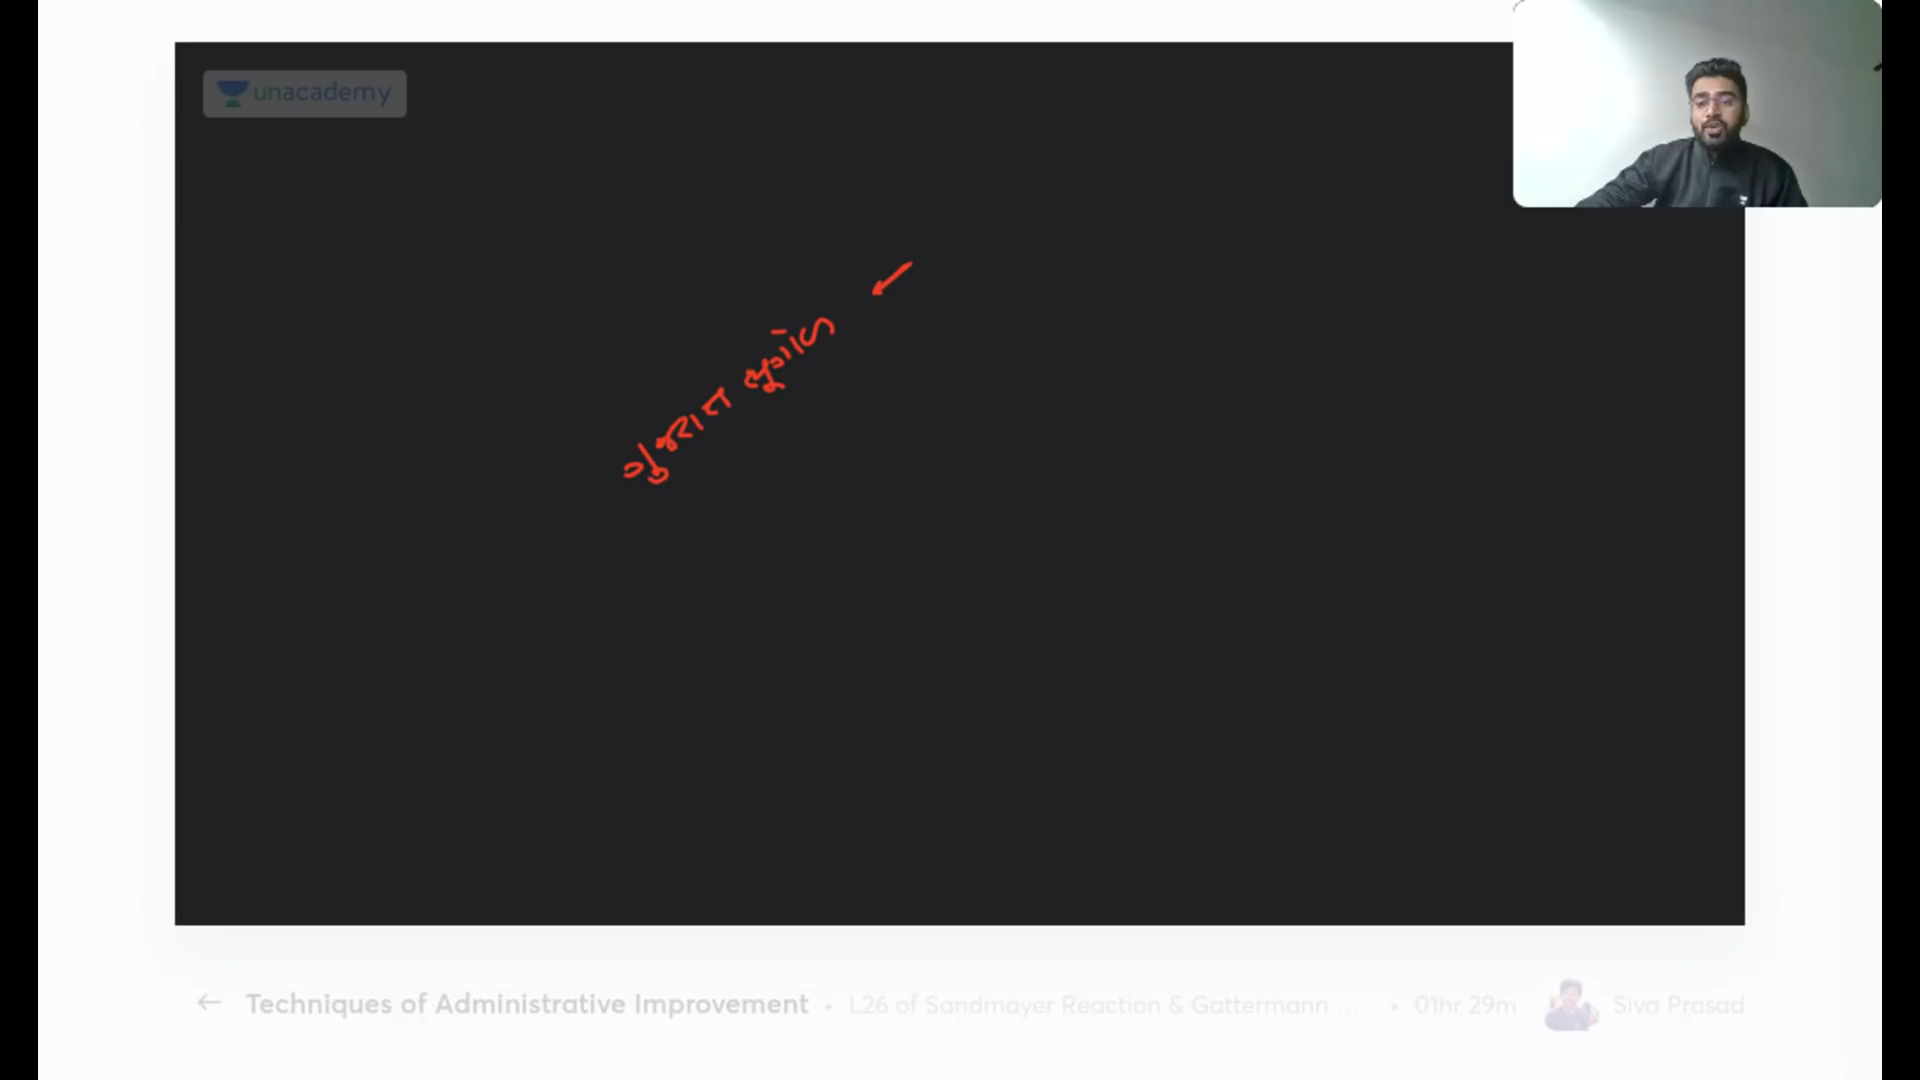 unacademy
ગુજરાત ભૂગોળ
← Techniques of Administrative Improvement • L26 of Sandmayer Reaction & Gattermann ... • 01hr 29m Siva Prasad